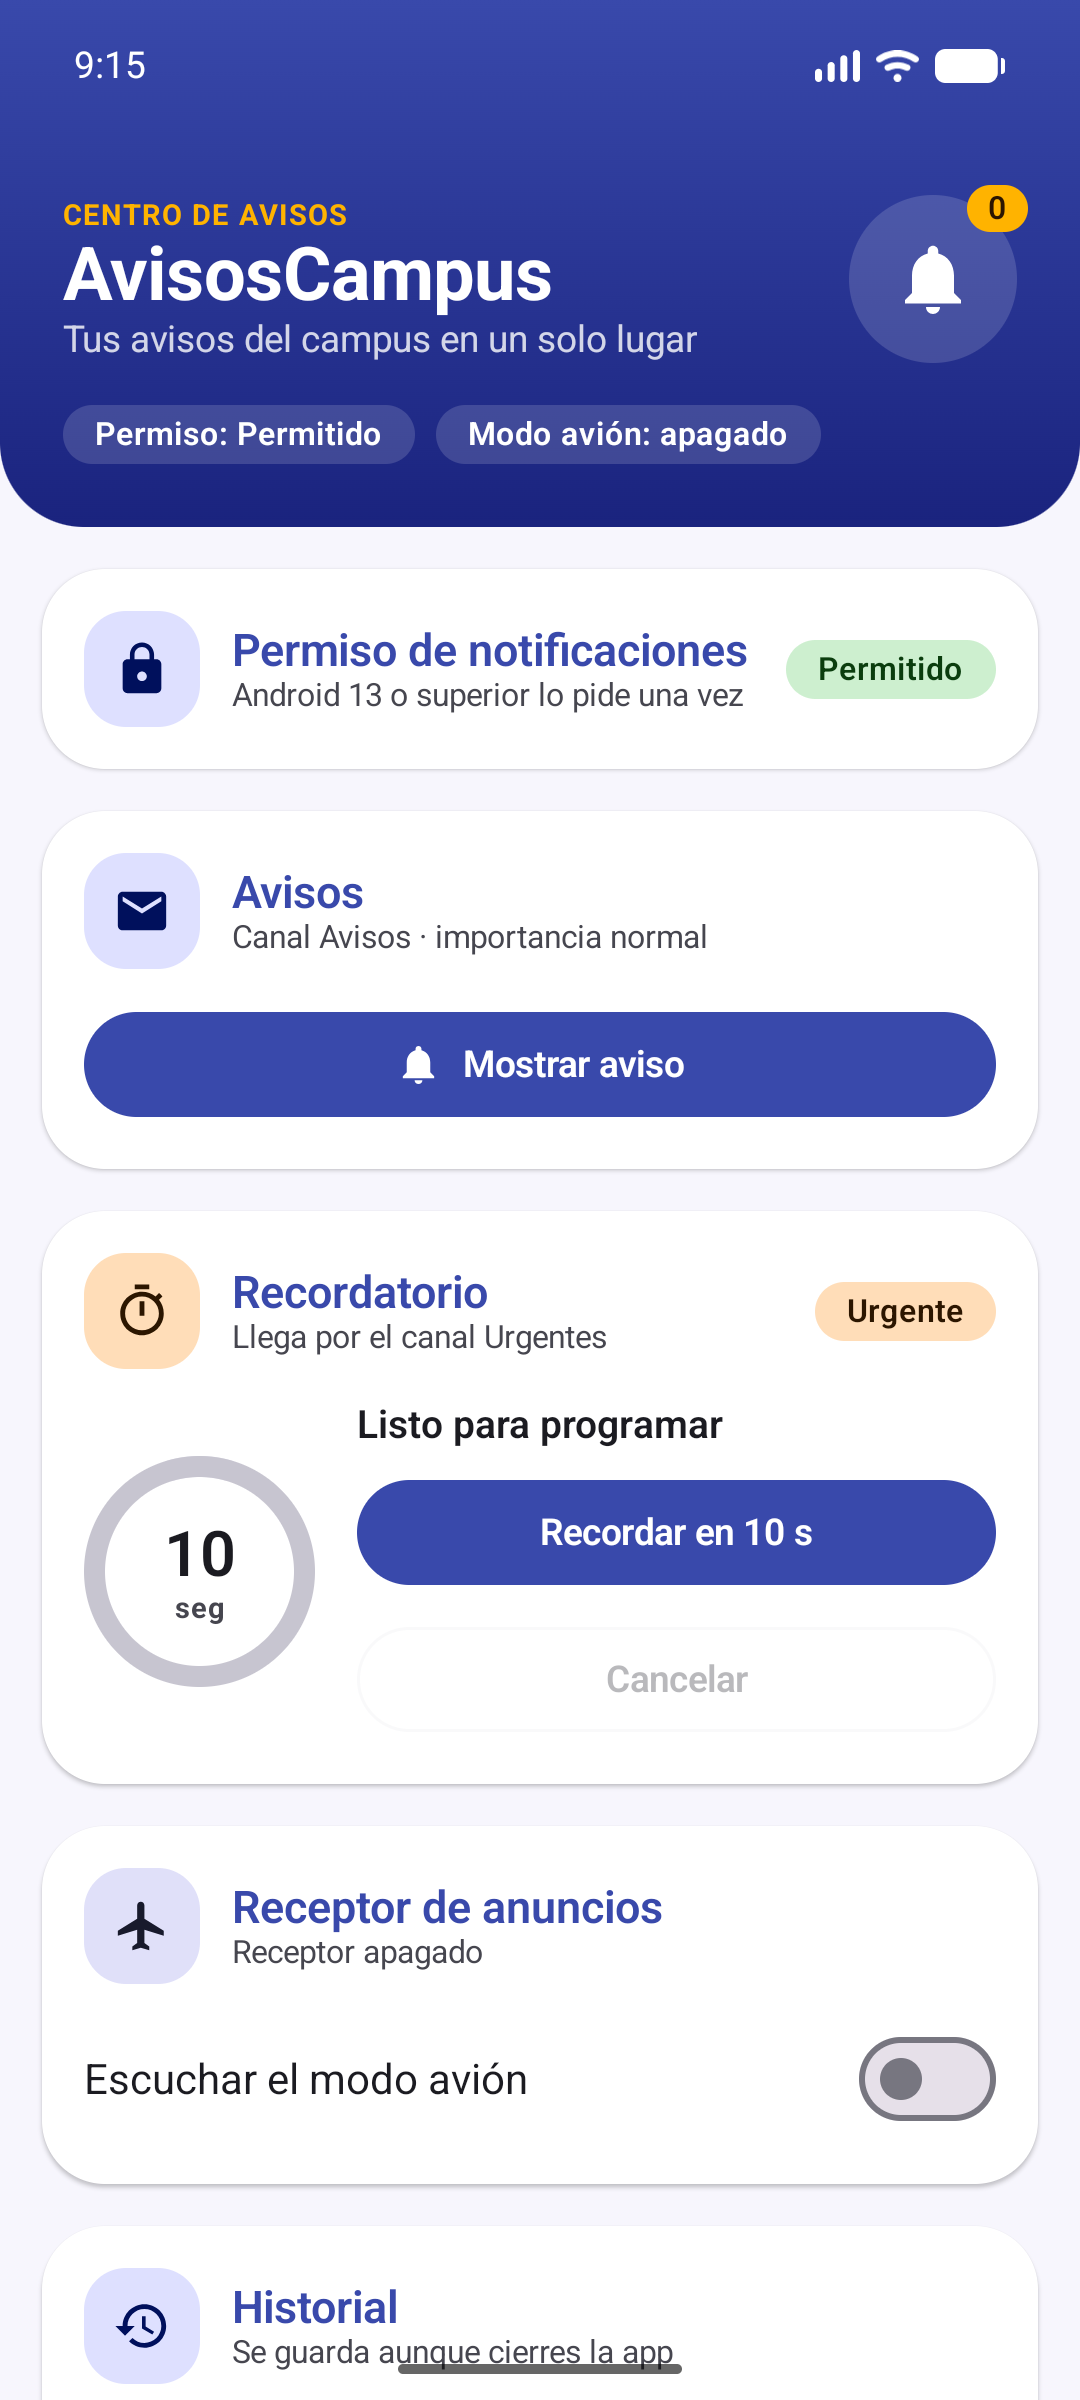 9:15
CENTRO DE AVISOS
0
AvisosCampus
Tus avisos del campus en un solo lugar
Permiso: Permitido
Modo avión: apagado
Permiso de notificaciones
Android 13 o superior lo pide una vez
Permitido
Avisos
Canal Avisos · importancia normal
Mostrar aviso
Recordatorio
Llega por el canal Urgentes
Urgente
Listo para programar
10
seg
Recordar en 10 s
Cancelar
Receptor de anuncios
Receptor apagado
Escuchar el modo avión
Historial
Se guarda aunque cierres la app